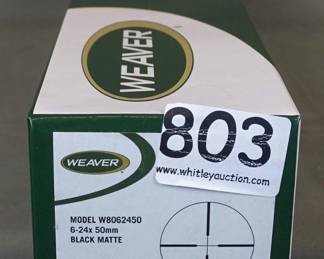 WEAVER
803
www.whitleyauction.com
WEAVER
MODEL W8062450
6-24x 50mm
BLACK MATTE